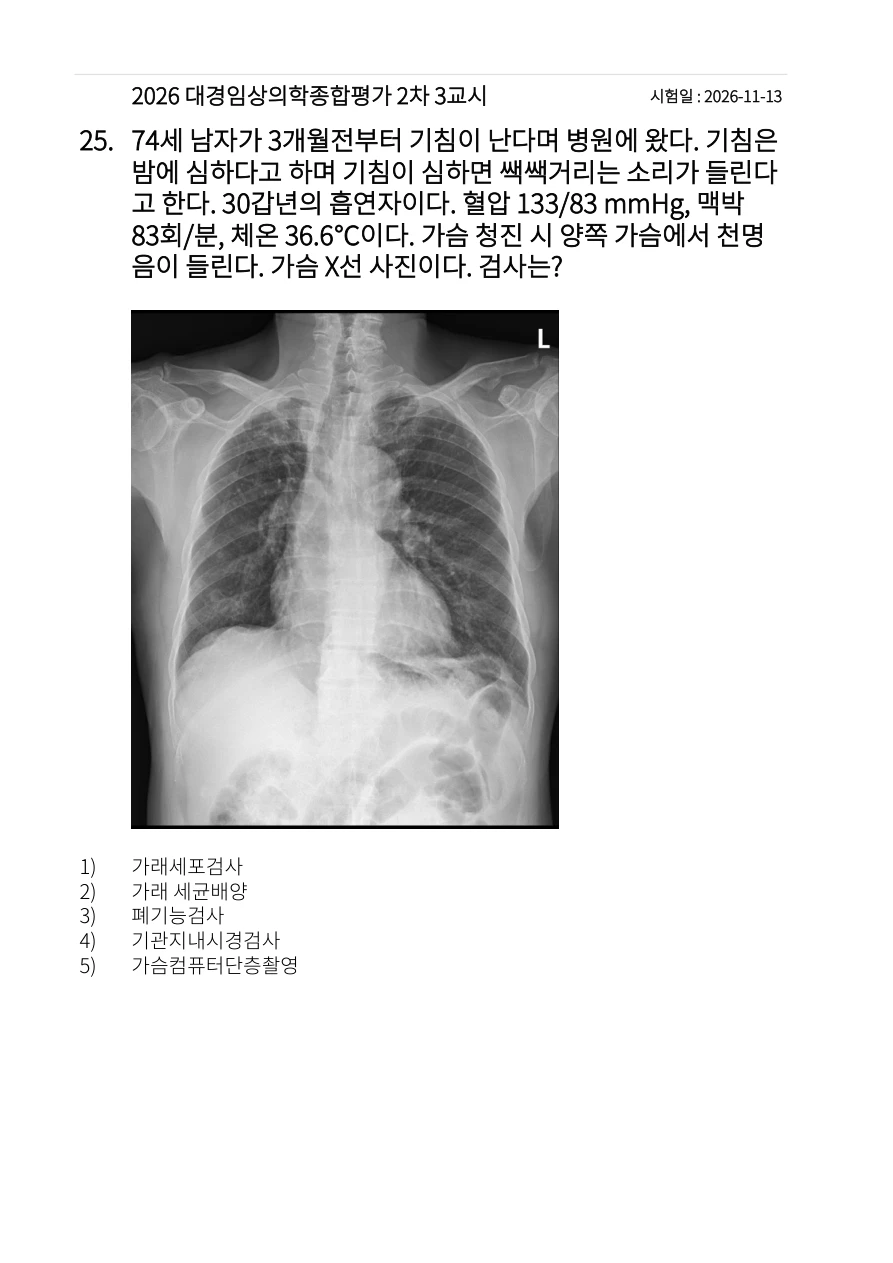 2026 대경임상의학종합평가 2차 3교시
시험일 : 2026-11-13
25. 74세 남자가 3개월전부터 기침이 난다며 병원에 왔다. 기침은
밤에 심하다고 하며 기침이 심하면 쌕쌕거리는 소리가 들린다
고 한다. 30갑년의 흡연자이다. 혈압 133/83 mmHg, 맥박
83회/분, 체온 36.6°C이다. 가슴 청진 시 양쪽 가슴에서 천명
음이 들린다. 가슴 X선 사진이다. 검사는?
L
1) 가래세포검사
2) 가래 세균배양
3) 폐기능검사
4) 기관지내시경검사
5) 가슴컴퓨터단층촬영